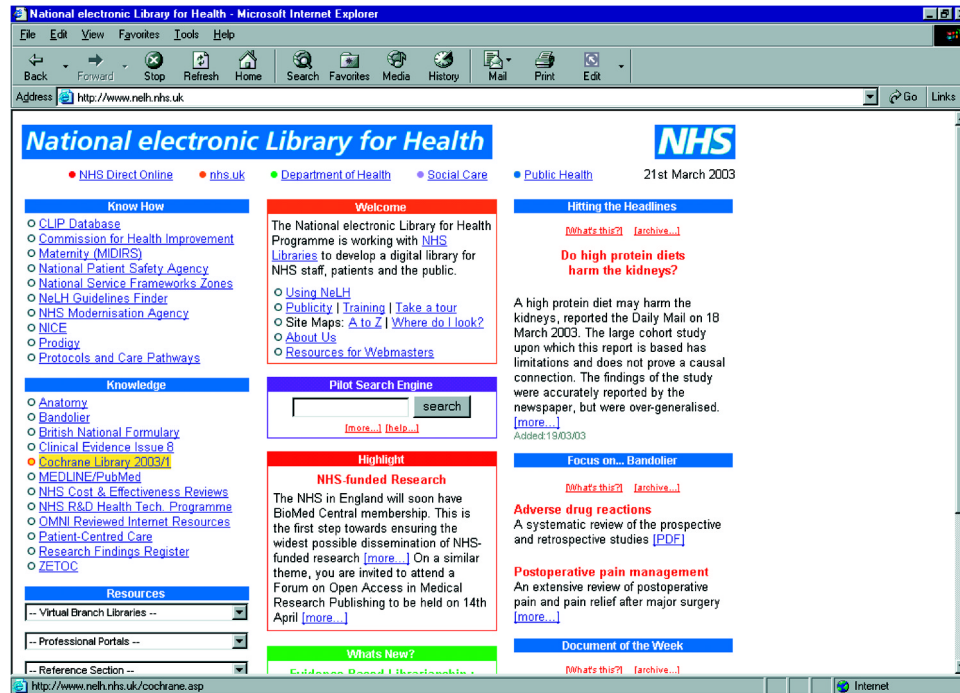 National electronic Library for Health - Microsoft Internet Explorer
File Edit View Favorites Tools Help
Back Forward Stop Refresh Home Search Favorites Media History Mail Print Edit
Address http://www.nelh.nhs.uk Go Links
National electronic Library for Health
NHS
NHS Direct Online nhs.uk Department of Health Social Care Public Health 21st March 2003
Know How
CLIP Database
Commission for Health Improvement
Maternity (MIDIRS)
National Patient Safety Agency
National Service Frameworks Zones
NeLH Guidelines Finder
NHS Modernisation Agency
NICE
Prodigy
Protocols and Care Pathways
Knowledge
Anatomy
Bandolier
British National Formulary
Clinical Evidence Issue 8
Cochrane Library 2003/1
MEDLINE/PubMed
NHS Cost & Effectiveness Reviews
NHS R&D Health Tech. Programme
OMNI Reviewed Internet Resources
Patient-Centred Care
Research Findings Register
ZETOC
Resources
-- Virtual Branch Libraries --
-- Professional Portals --
-- Reference Section --
Welcome
The National electronic Library for Health
Programme is working with NHS
Libraries to develop a digital library for
NHS staff, patients and the public.
Using NeLH
Publicity | Training | Take a tour
Site Maps: A to Z | Where do I look?
About Us
Resources for Webmasters
Pilot Search Engine
search
[more...] [help...]
Highlight
NHS-funded Research
The NHS in England will soon have
BioMed Central membership. This is
the first step towards ensuring the
widest possible dissemination of NHS-
funded research [more...] On a similar
theme, you are invited to attend a
Forum on Open Access in Medical
Research Publishing to be held on 14th
April [more...]
Whats New?
Evidence Based Librarianship :
Hitting the Headlines
[What's this?] [archive...]
Do high protein diets
harm the kidneys?
A high protein diet may harm the
kidneys, reported the Daily Mail on 18
March 2003. The large cohort study
upon which this report is based has
limitations and does not prove a causal
connection. The findings of the study
were accurately reported by the
newspaper, but were over-generalised.
[more...]
Added:19/03/03
Focus on... Bandolier
[What's this?] [archive...]
Adverse drug reactions
A systematic review of the prospective
and retrospective studies [PDF]
Postoperative pain management
An extensive review of postoperative
pain and pain relief after major surgery
[more...]
Document of the Week
[What's this?] [archive...]
http://www.nelh.nhs.uk/cochrane.asp Internet